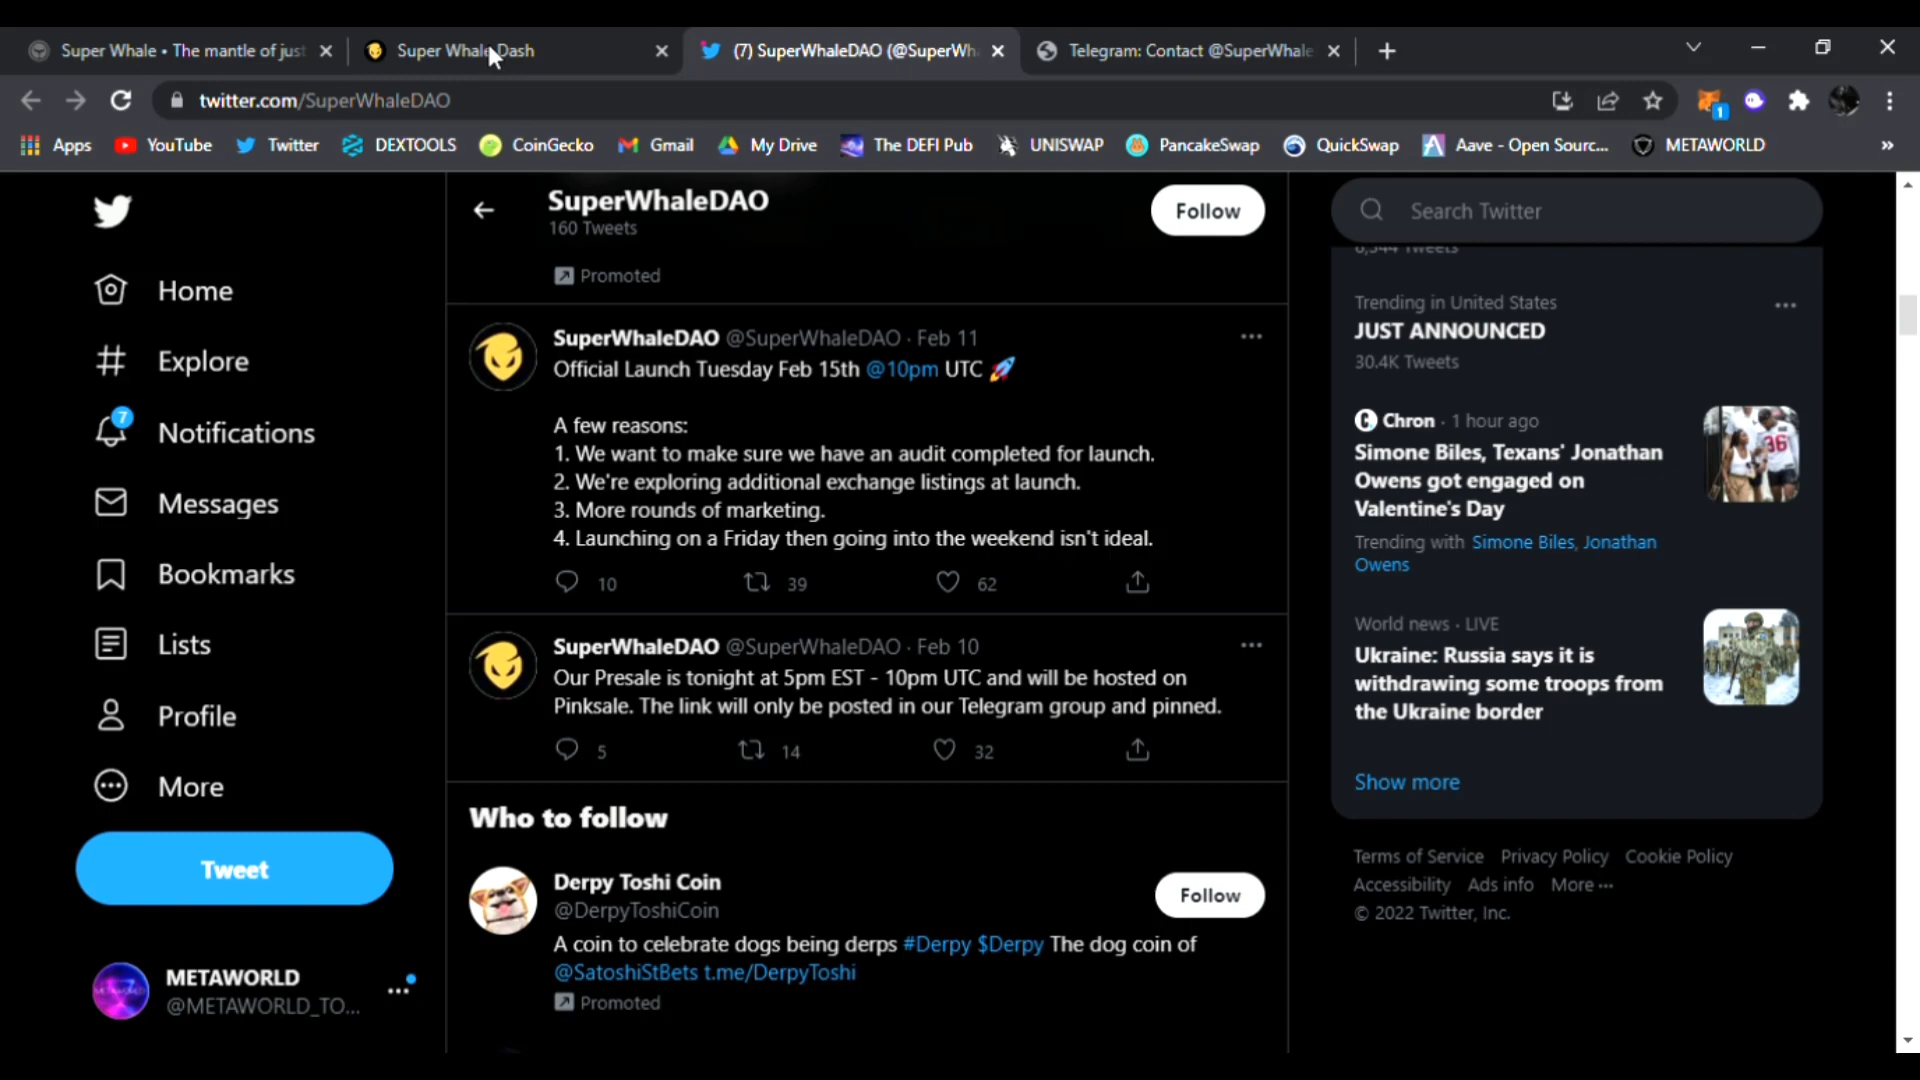 Super Whale • The mantle of just
Super Whale Dash
(7) SuperWhaleDAO (@SuperWh
Telegram: Contact @SuperWhale
twitter.com/SuperWhaleDAO
1
Apps
YouTube
Twitter
DEXTOOLS
CoinGecko
Gmail
My Drive
The DEFI Pub
UNISWAP
PancakeSwap
QuickSwap
Aave - Open Sourc...
METAWORLD
»
Home
Explore
7
Notifications
Messages
Bookmarks
Lists
Profile
More
Tweet
METAWORLD
@METAWORLD_TO...
SuperWhaleDAO
160 Tweets
Follow
Promoted
SuperWhaleDAO @SuperWhaleDAO · Feb 11
Official Launch Tuesday Feb 15th @10pm UTC 🚀
A few reasons:
1. We want to make sure we have an audit completed for launch.
2. We're exploring additional exchange listings at launch.
3. More rounds of marketing.
4. Launching on a Friday then going into the weekend isn't ideal.
10 39 62
SuperWhaleDAO @SuperWhaleDAO · Feb 10
Our Presale is tonight at 5pm EST - 10pm UTC and will be hosted on
Pinksale. The link will only be posted in our Telegram group and pinned.
5 14 32
Who to follow
Derpy Toshi Coin
@DerpyToshiCoin
Follow
A coin to celebrate dogs being derps #Derpy $Derpy The dog coin of
@SatoshiStBets t.me/DerpyToshi
Promoted
Search Twitter
6,344 Tweets
Trending in United States
JUST ANNOUNCED
30.4K Tweets
Chron · 1 hour ago
Simone Biles, Texans' Jonathan
Owens got engaged on
Valentine's Day
Trending with Simone Biles, Jonathan
Owens
36
World news · LIVE
Ukraine: Russia says it is
withdrawing some troops from
the Ukraine border
Show more
Terms of Service Privacy Policy Cookie Policy
Accessibility Ads info More ···
© 2022 Twitter, Inc.